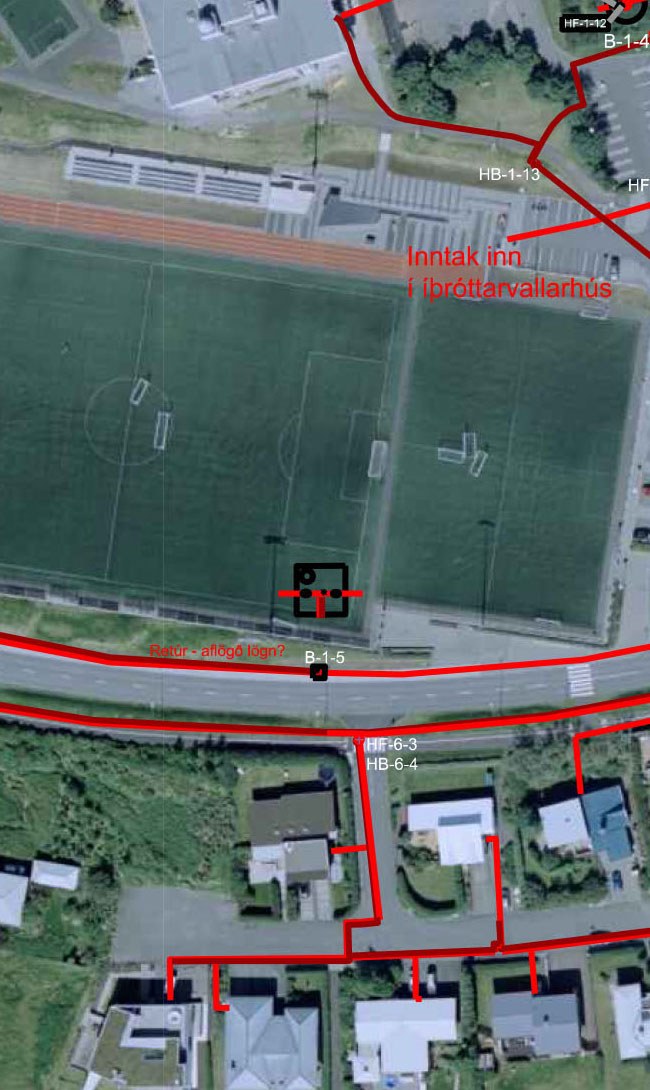 HF-1-12
B-1-4
HB-1-13
HF
Inntak inn
í íþróttarvallarhús
Retúr - aflögð lögn?
B-1-5
HF-6-3
HB-6-4